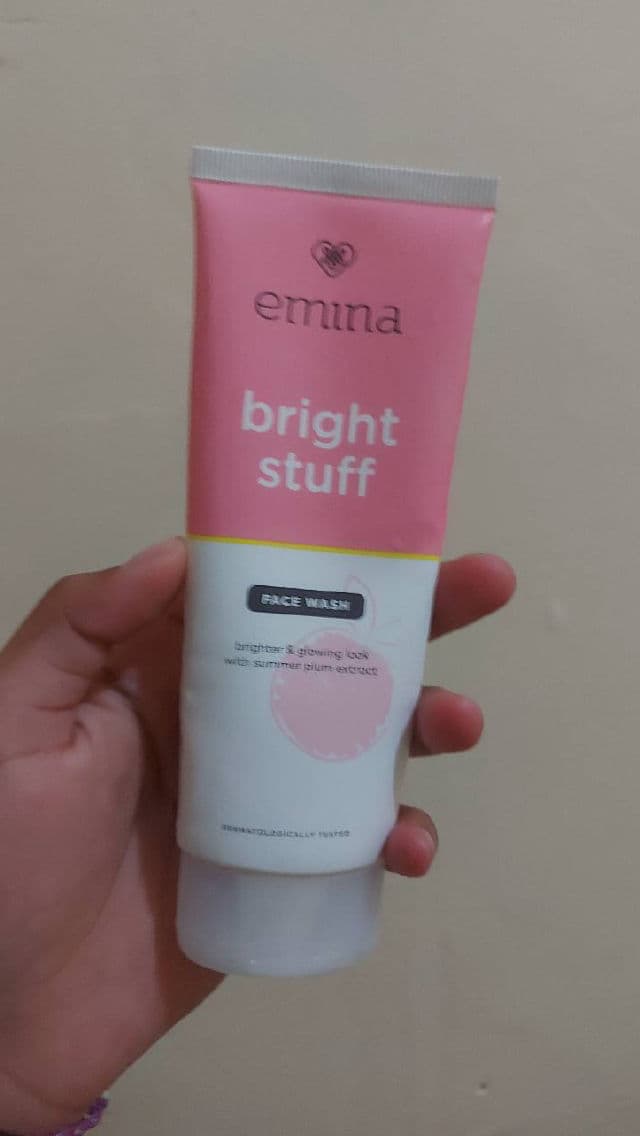 emina
bright
stuff
FACE WASH
brighter & glowing look
with summer plum extract
DERMATOLOGICALLY TESTED